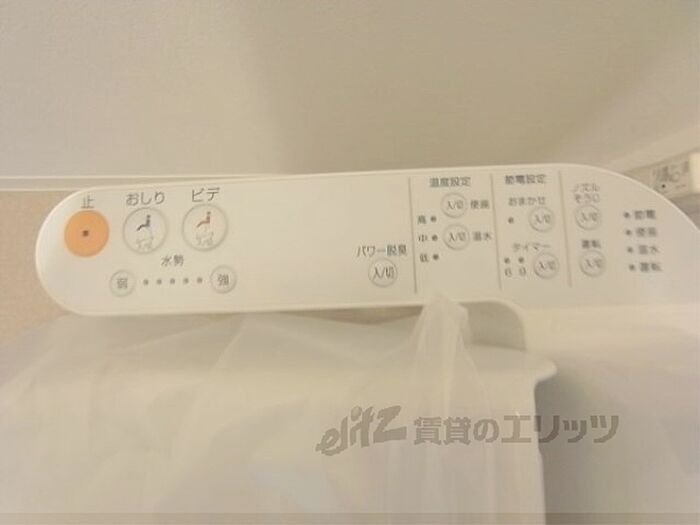 止
おしり
ビデ
水勢
弱
強
パワー脱臭
入/切
温度設定
入/切 便座
高
中 入/切 温水
低
節電設定
おまかせ
入/切
タイマー
6 9 入/切
ノズル
そうじ
入/切
運転
入/切
節電
便座
温水
運転
elitz 賃貸のエリッツ